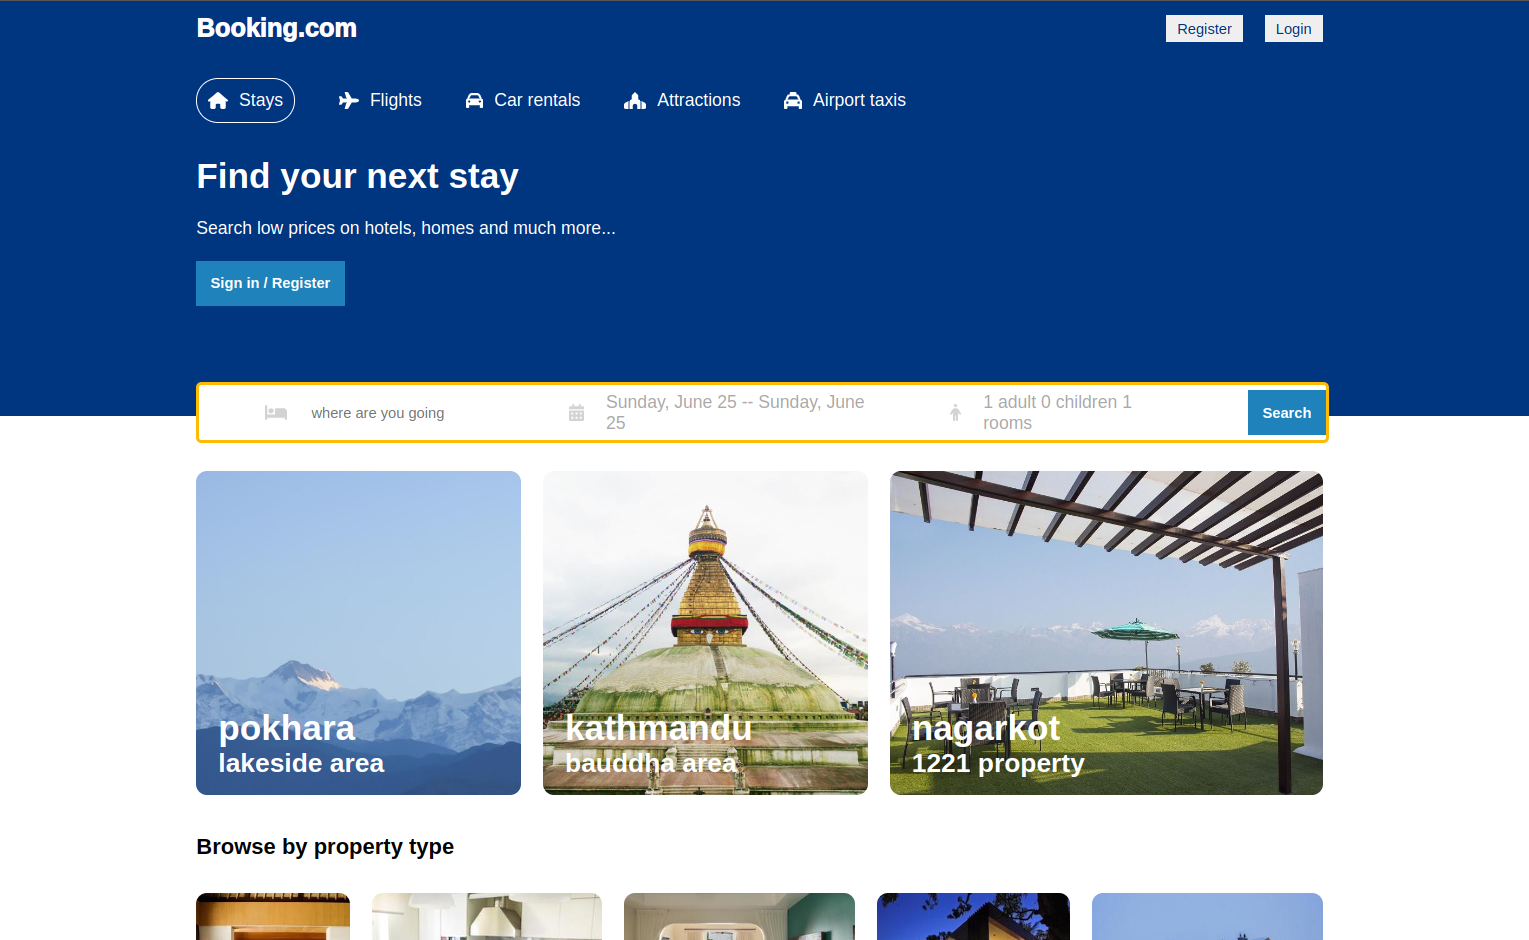 Booking.com
Register
Login
Stays
Flights
Car rentals
Attractions
Airport taxis
Find your next stay
Search low prices on hotels, homes and much more...
Sign in / Register
where are you going
Sunday, June 25 -- Sunday, June
25
1 adult 0 children 1
rooms
Search
pokhara
lakeside area
kathmandu
bauddha area
nagarkot
1221 property
Browse by property type